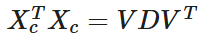 $X_c^T X_c = V D V^T$